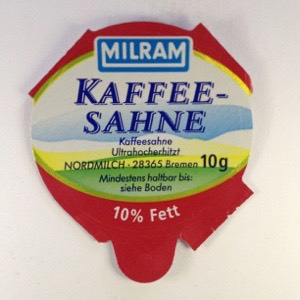 MILRAM
KAFFEE-
SAHNE
Kaffeesahne
Ultrahocherhitzt
NORDMILCH · 28365 Bremen 10g
Mindestens haltbar bis:
siehe Boden
10% Fett